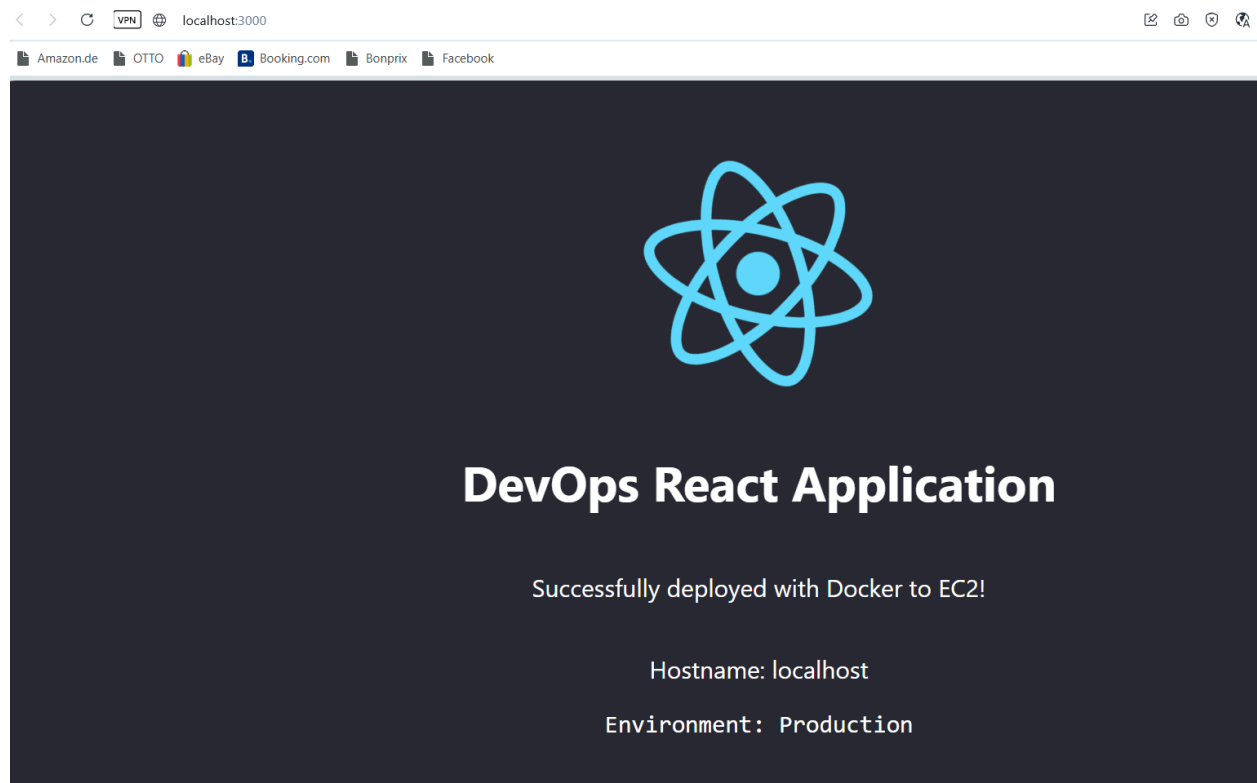 VPN localhost:3000
Amazon.de OTTO eBay B. Booking.com Bonprix Facebook
DevOps React Application
Successfully deployed with Docker to EC2!
Hostname: localhost
Environment: Production